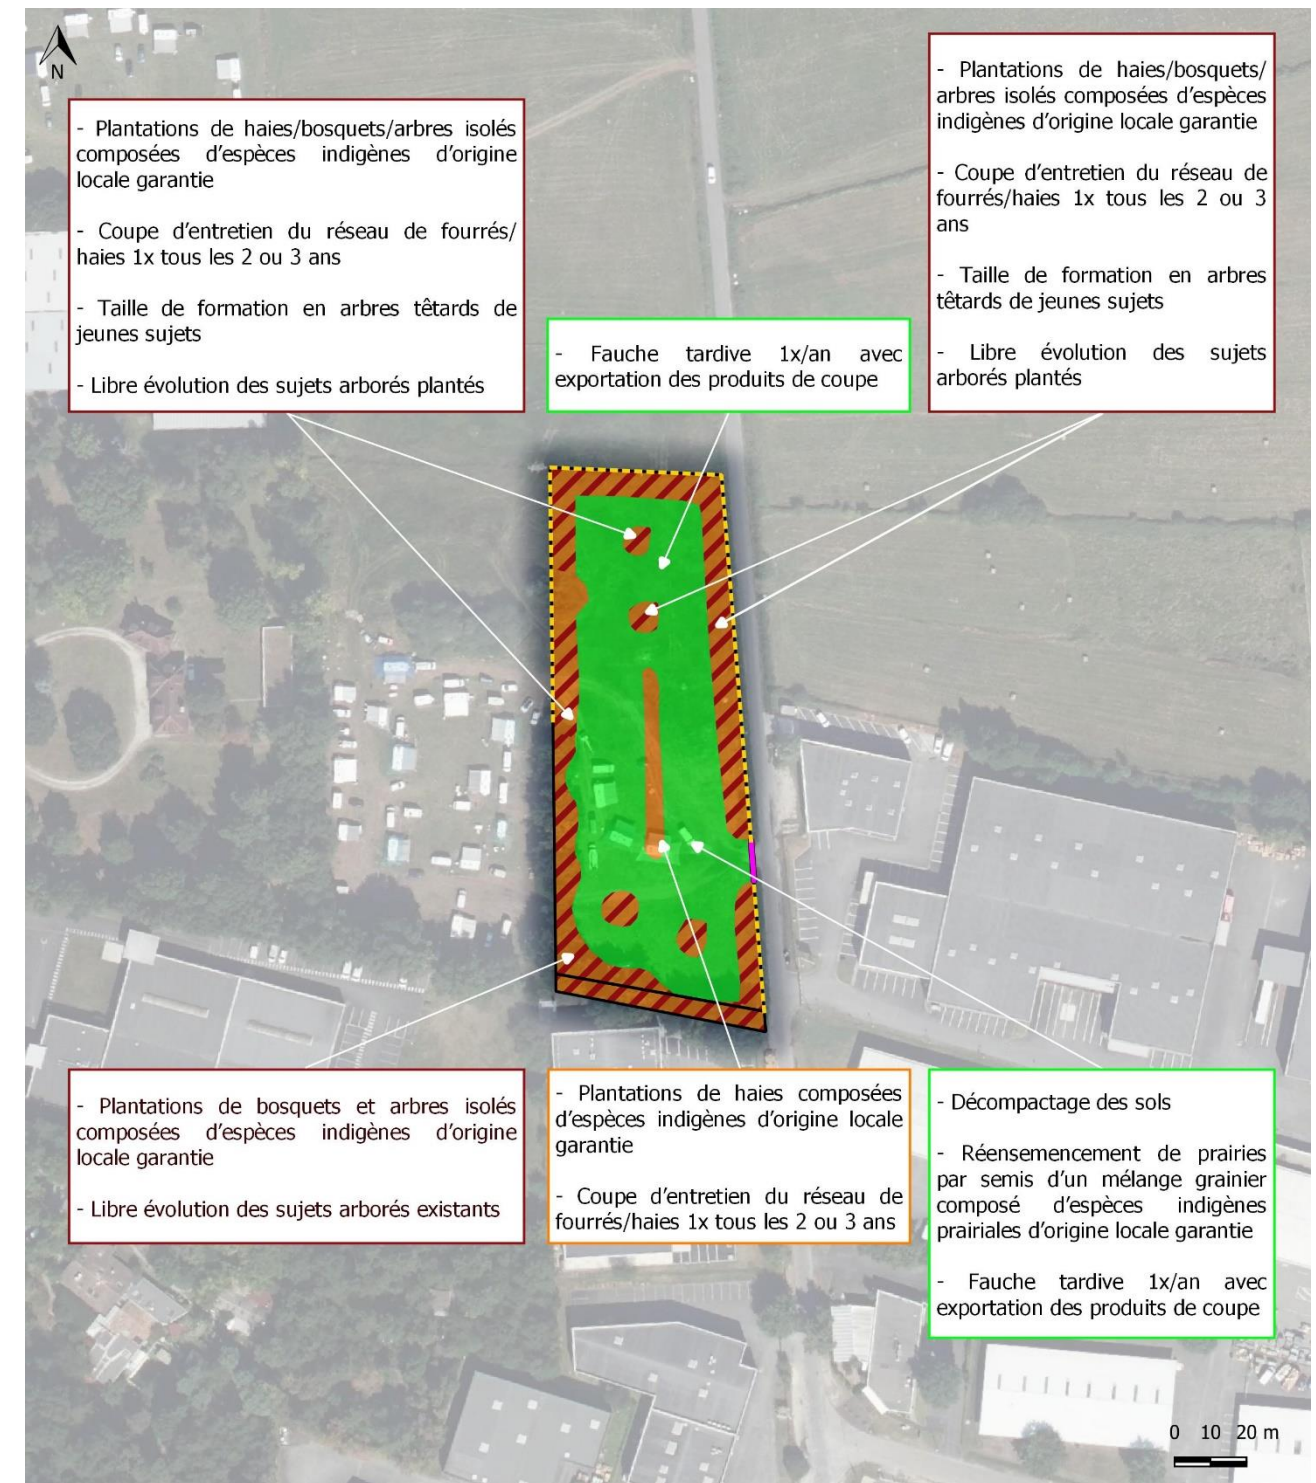 N
- Plantations de haies/bosquets/arbres isolés
composées d'espèces indigènes d'origine
locale garantie
- Coupe d'entretien du réseau de fourrés/
haies 1x tous les 2 ou 3 ans
- Taille de formation en arbres têtards de
jeunes sujets
- Libre évolution des sujets arborés plantés
- Fauche tardive 1x/an avec
exportation des produits de coupe
- Plantations de haies/bosquets/
arbres isolés composées d'espèces
indigènes d'origine locale garantie
- Coupe d'entretien du réseau de
fourrés/haies 1x tous les 2 ou 3
ans
- Taille de formation en arbres
têtards de jeunes sujets
- Libre évolution des sujets
arborés plantés
- Plantations de bosquets et arbres isolés
composées d'espèces indigènes d'origine
locale garantie
- Libre évolution des sujets arborés existants
- Plantations de haies composées
d'espèces indigènes d'origine locale
garantie
- Coupe d'entretien du réseau de
fourrés/haies 1x tous les 2 ou 3 ans
- Décompactage des sols
- Réensemencement de prairies
par semis d'un mélange grainier
composé d'espèces indigènes
prairiales d'origine locale garantie
- Fauche tardive 1x/an avec
exportation des produits de coupe
0 10 20 m